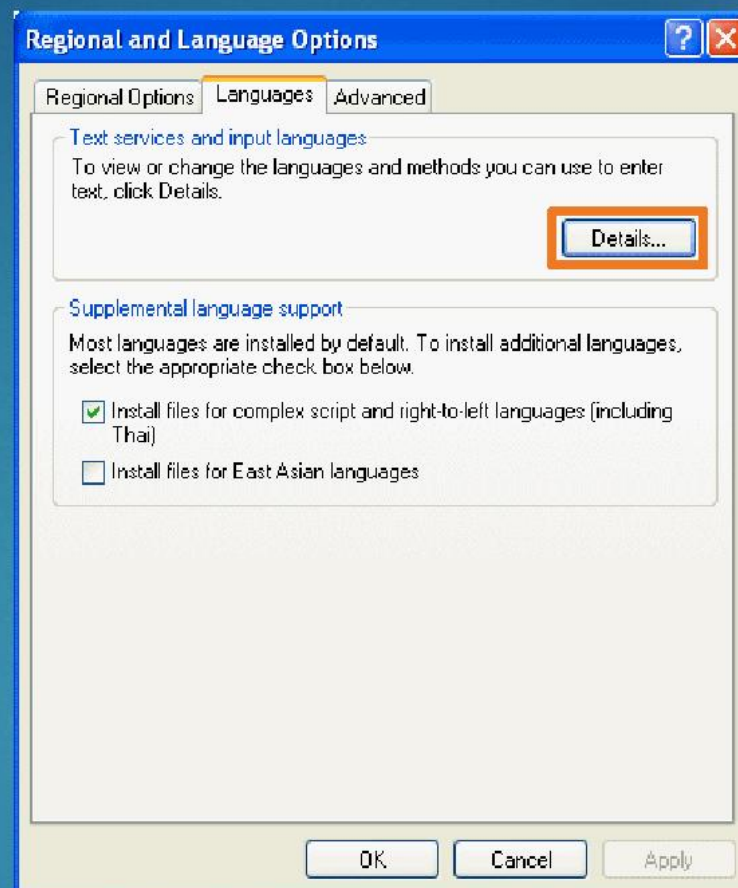 Regional and Language Options
Regional Options Languages Advanced
Text services and input languages
To view or change the languages and methods you can use to enter
text, click Details.
Details...
Supplemental language support
Most languages are installed by default. To install additional languages,
select the appropriate check box below.
Install files for complex script and right-to-left languages (including
Thai)
Install files for East Asian languages
OK Cancel Apply